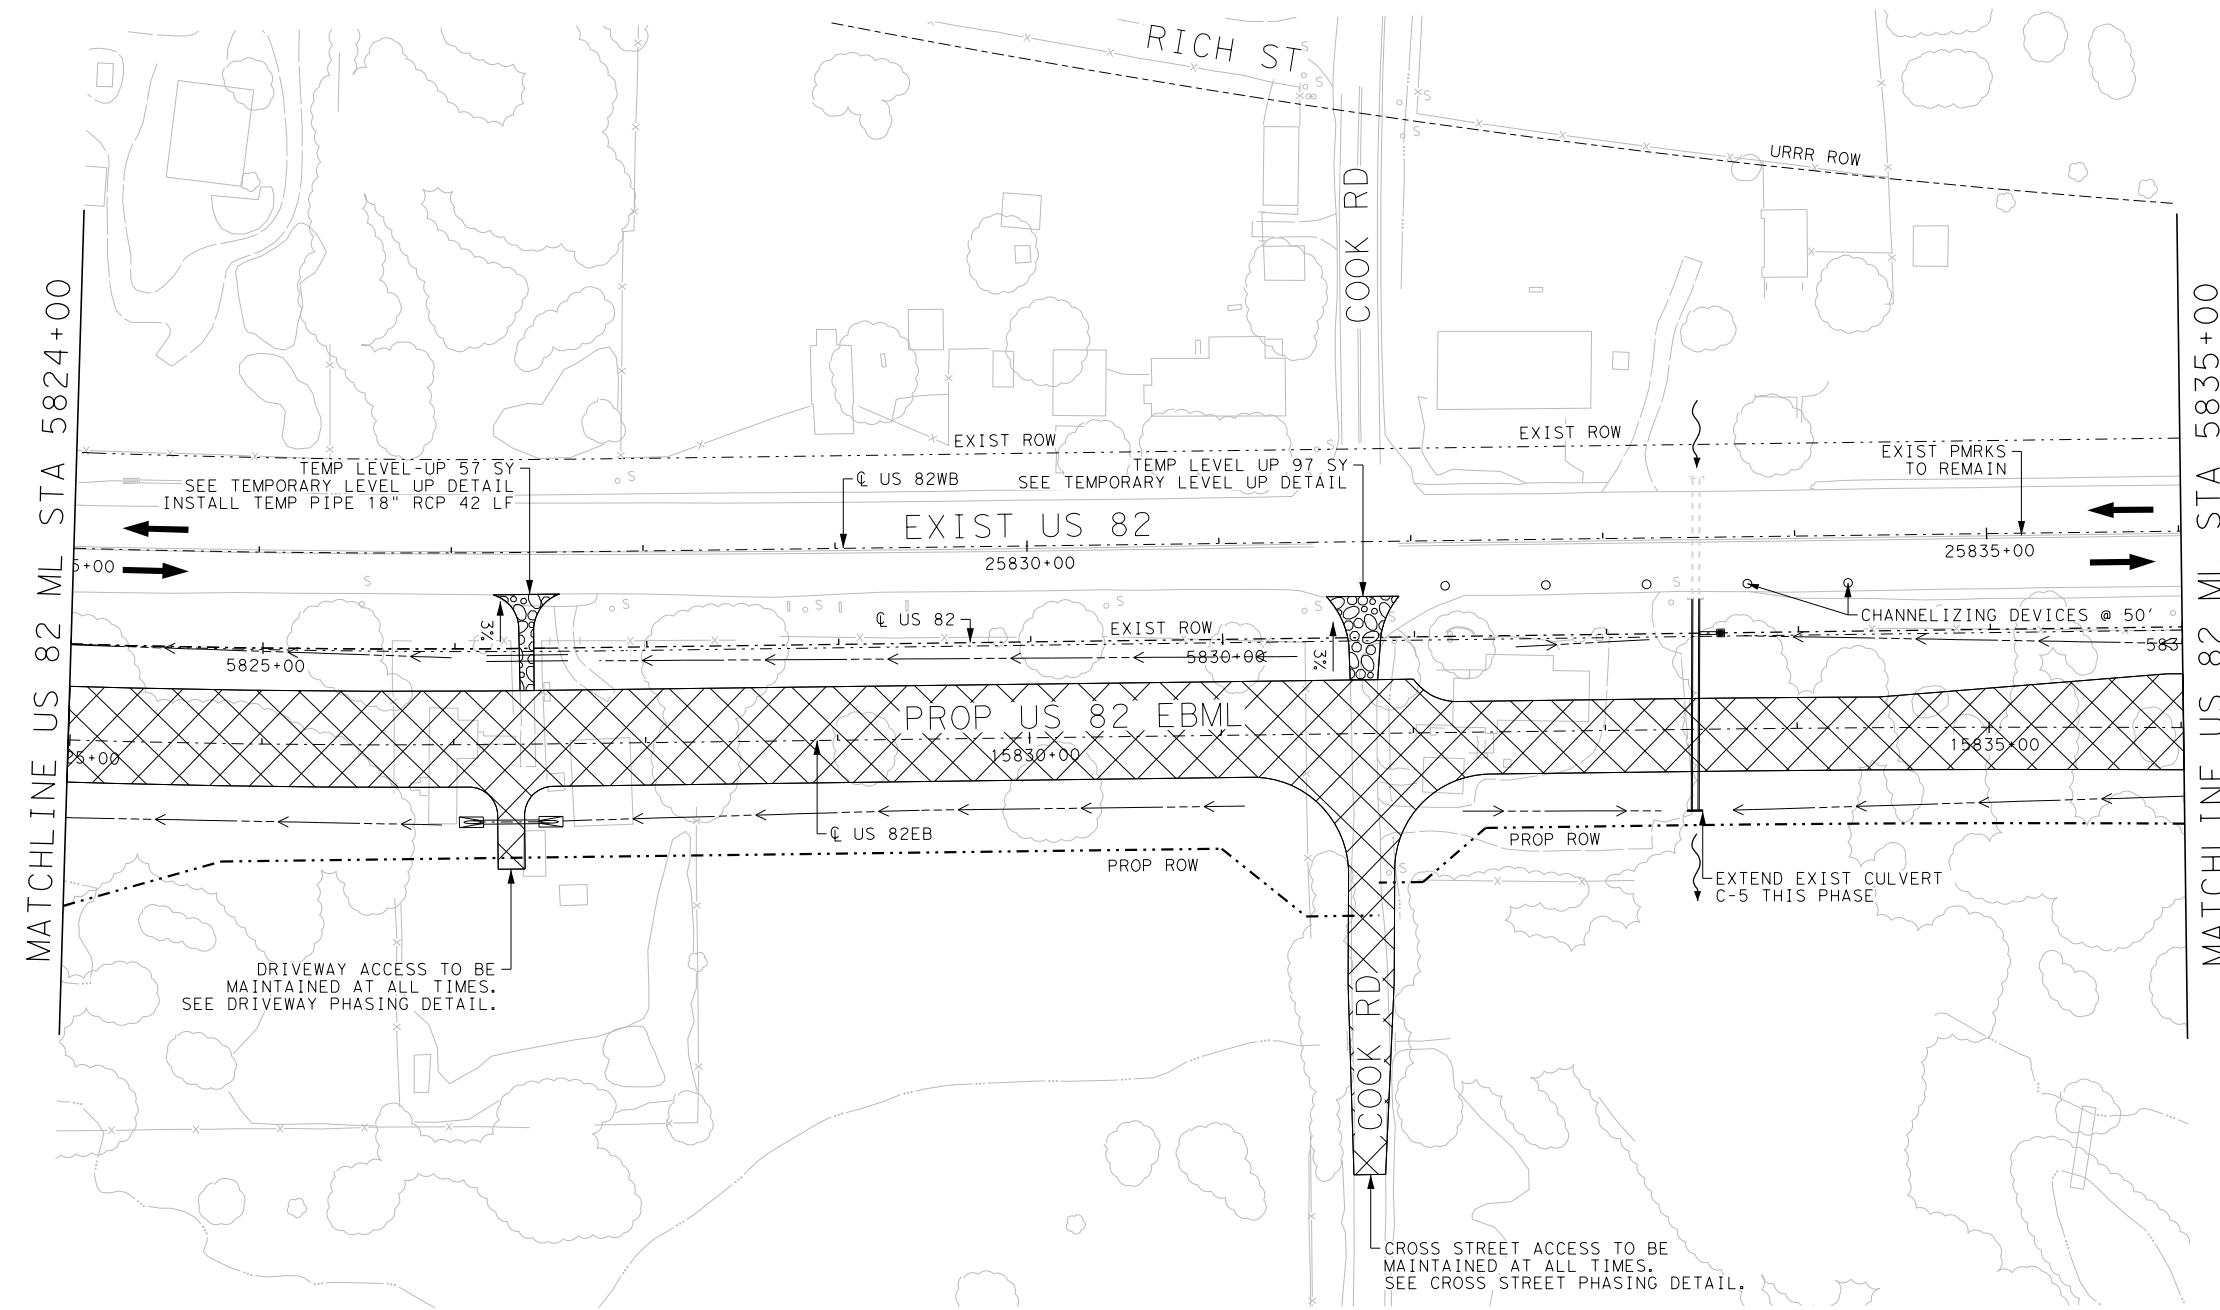 RICH ST
URRR ROW
COOK RD
MATCHLINE US 82 ML STA 5824+00
MATCHLINE US 82 ML STA 5835+00
EXIST ROW
EXIST ROW
TEMP LEVEL-UP 57 SY
SEE TEMPORARY LEVEL UP DETAIL
INSTALL TEMP PIPE 18" RCP 42 LF
℄ US 82WB
TEMP LEVEL UP 97 SY
SEE TEMPORARY LEVEL UP DETAIL
EXIST PMRKS
TO REMAIN
EXIST US 82
25830+00
25835+00
5+00
CHANNELIZING DEVICES @ 50'
℄ US 82
EXIST ROW
3%
3%
5825+00
5830+00
583
PROP US 82 EBML
15830+00
15835+00
5+00
℄ US 82EB
PROP ROW
PROP ROW
EXTEND EXIST CULVERT
C-5 THIS PHASE
DRIVEWAY ACCESS TO BE
MAINTAINED AT ALL TIMES.
SEE DRIVEWAY PHASING DETAIL.
COOK RD
CROSS STREET ACCESS TO BE
MAINTAINED AT ALL TIMES.
SEE CROSS STREET PHASING DETAIL.